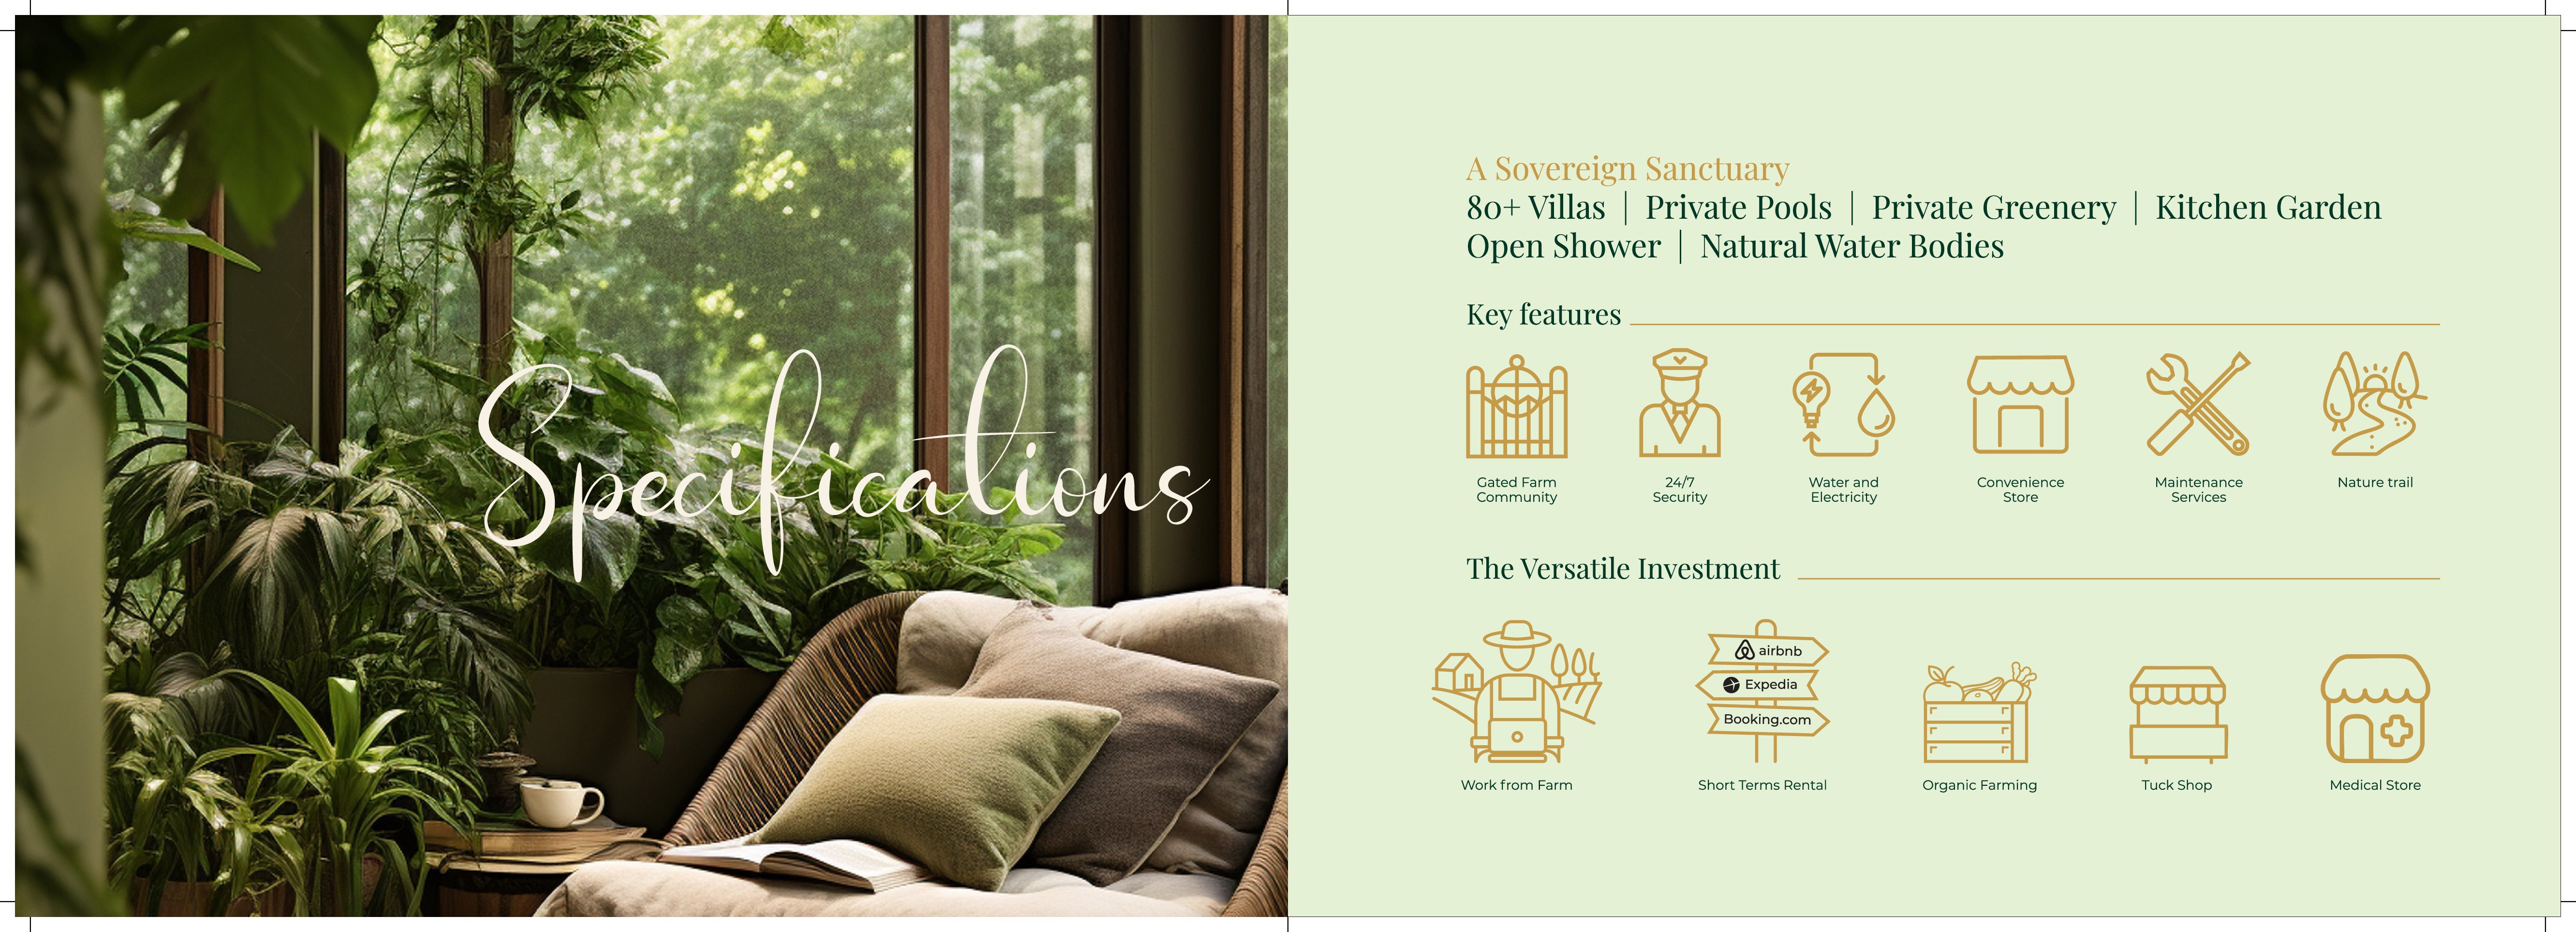 Specifications
A Sovereign Sanctuary
80+ Villas | Private Pools | Private Greenery | Kitchen Garden
Open Shower | Natural Water Bodies
Key features
Gated Farm
Community
24/7
Security
Water and
Electricity
Convenience
Store
Maintenance
Services
Nature trail
The Versatile Investment
airbnb
Expedia
Booking.com
Work from Farm
Short Terms Rental
Organic Farming
Tuck Shop
Medical Store